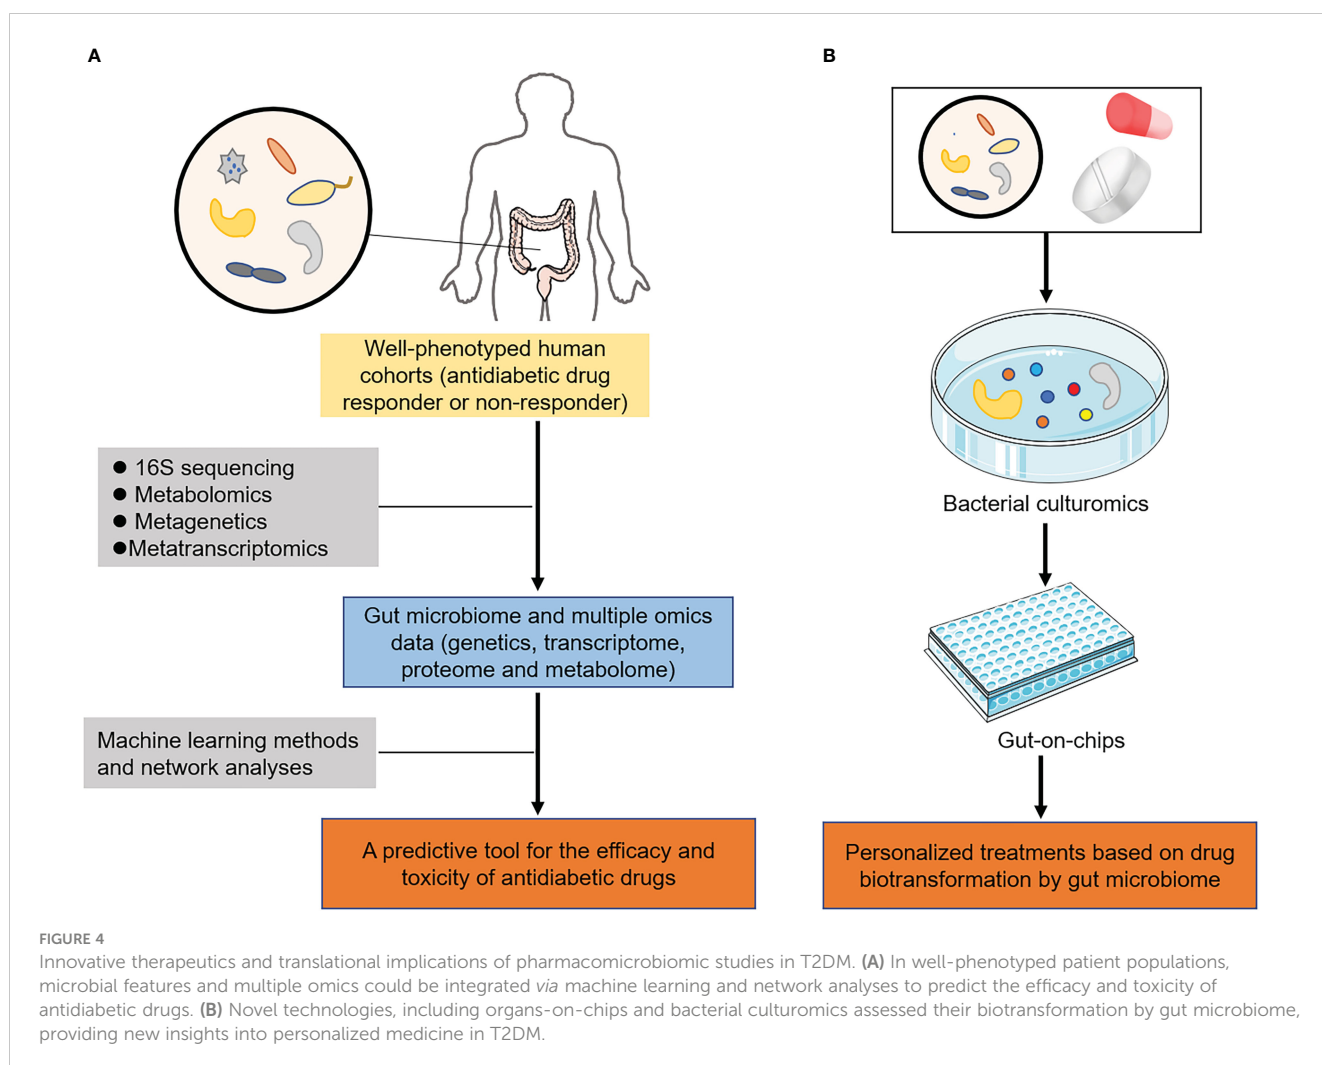 A
Well-phenotyped human
cohorts (antidiabetic drug
responder or non-responder)
● 16S sequencing
● Metabolomics
● Metagenetics
●Metatranscriptomics
Gut microbiome and multiple omics
data (genetics, transcriptome,
proteome and metabolome)
Machine learning methods
and network analyses
A predictive tool for the efficacy and
toxicity of antidiabetic drugs
B
Bacterial culturomics
Gut-on-chips
Personalized treatments based on drug
biotransformation by gut microbiome
FIGURE 4
Innovative therapeutics and translational implications of pharmacomicrobiomic studies in T2DM. (A) In well-phenotyped patient populations,
microbial features and multiple omics could be integrated via machine learning and network analyses to predict the efficacy and toxicity of
antidiabetic drugs. (B) Novel technologies, including organs-on-chips and bacterial culturomics assessed their biotransformation by gut microbiome,
providing new insights into personalized medicine in T2DM.